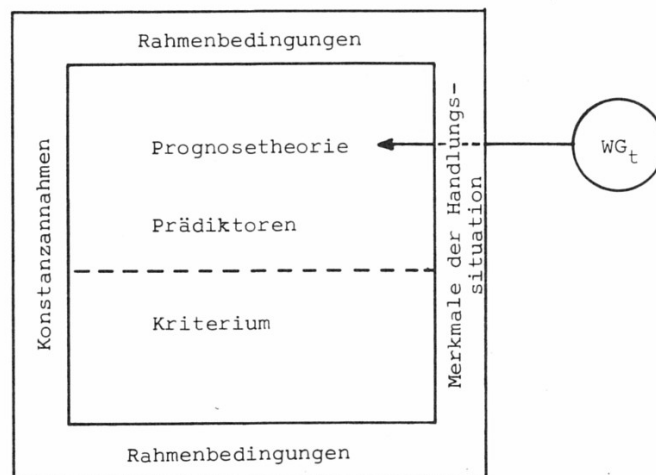 Rahmenbedingungen
Konstanzannahmen
Prognosetheorie
Prädiktoren
Kriterium
Merkmale der Handlungs-
situation
WGt
Rahmenbedingungen